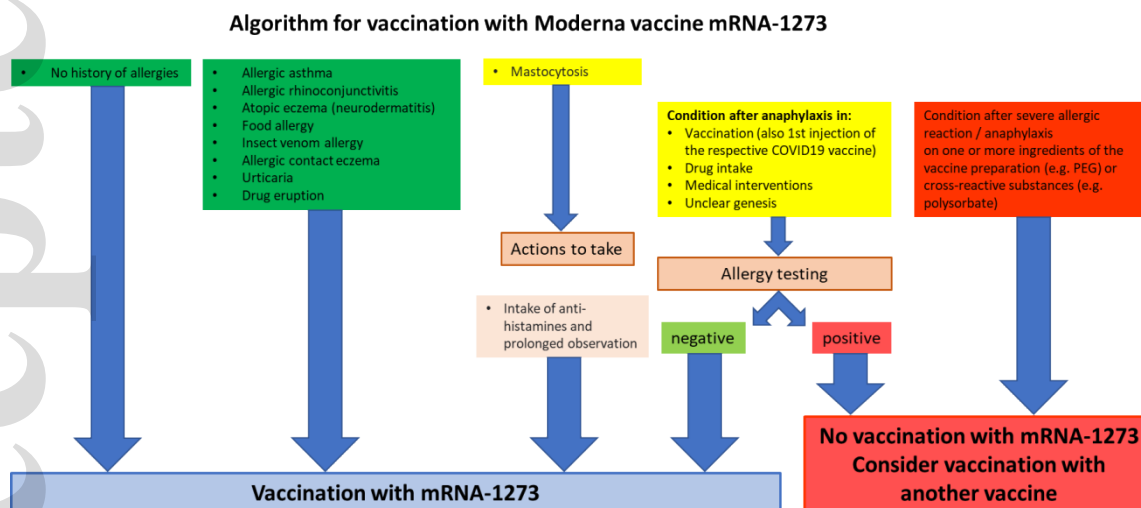 Algorithm for vaccination with Moderna vaccine mRNA-1273
• No history of allergies
• Allergic asthma
• Allergic rhinoconjunctivitis
• Atopic eczema (neurodermatitis)
• Food allergy
• Insect venom allergy
• Allergic contact eczema
• Urticaria
• Drug eruption
• Mastocytosis
Actions to take
• Intake of anti-
histamines and
prolonged observation
Condition after anaphylaxis in:
• Vaccination (also 1st injection of
the respective COVID19 vaccine)
• Drug intake
• Medical interventions
• Unclear genesis
Allergy testing
negative
positive
Condition after severe allergic
reaction / anaphylaxis
on one or more ingredients of the
vaccine preparation (e.g. PEG) or
cross-reactive substances (e.g.
polysorbate)
Vaccination with mRNA-1273
No vaccination with mRNA-1273
Consider vaccination with
another vaccine